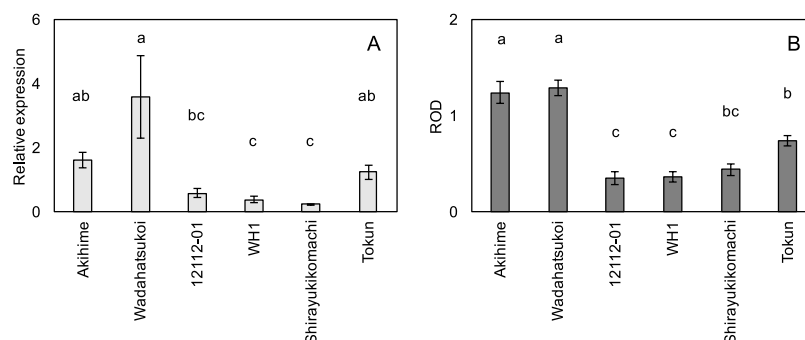 A
Relative expression
6
4
2
0
ab
a
bc
c
c
ab
Akihime
Wadahatsukoi
12112-01
WH1
Shirayukikomachi
Tokun
B
ROD
2
1
0
a
a
c
c
bc
b
Akihime
Wadahatsukoi
12112-01
WH1
Shirayukikomachi
Tokun